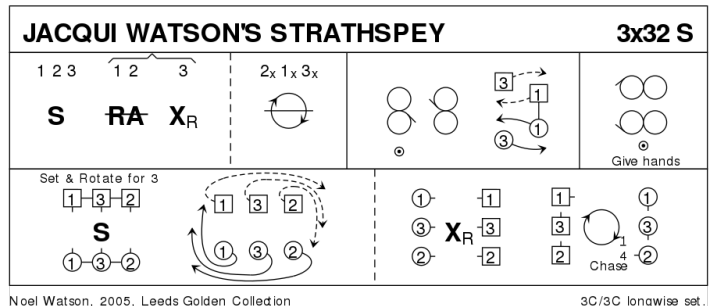 JACQUI WATSON'S STRATHSPEY 3x32 S
1 2 3 1 2 3 2x 1x 3x
S RA XR
3
1
1
3
Give hands
Set & Rotate for 3
1 3 2
S
1 3 2
1 3 2
1 3 2
1 1
3 XR 3
2 2
1 1
3 3
2 2
1
4
Chase
Noel Watson, 2005, Leeds Golden Collection 3C/3C longwise set.